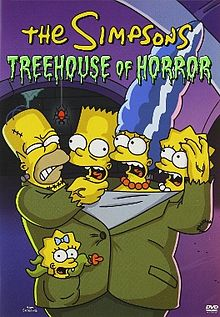 THE SIMPSONS
TREEHOUSE OF HORROR
DVD